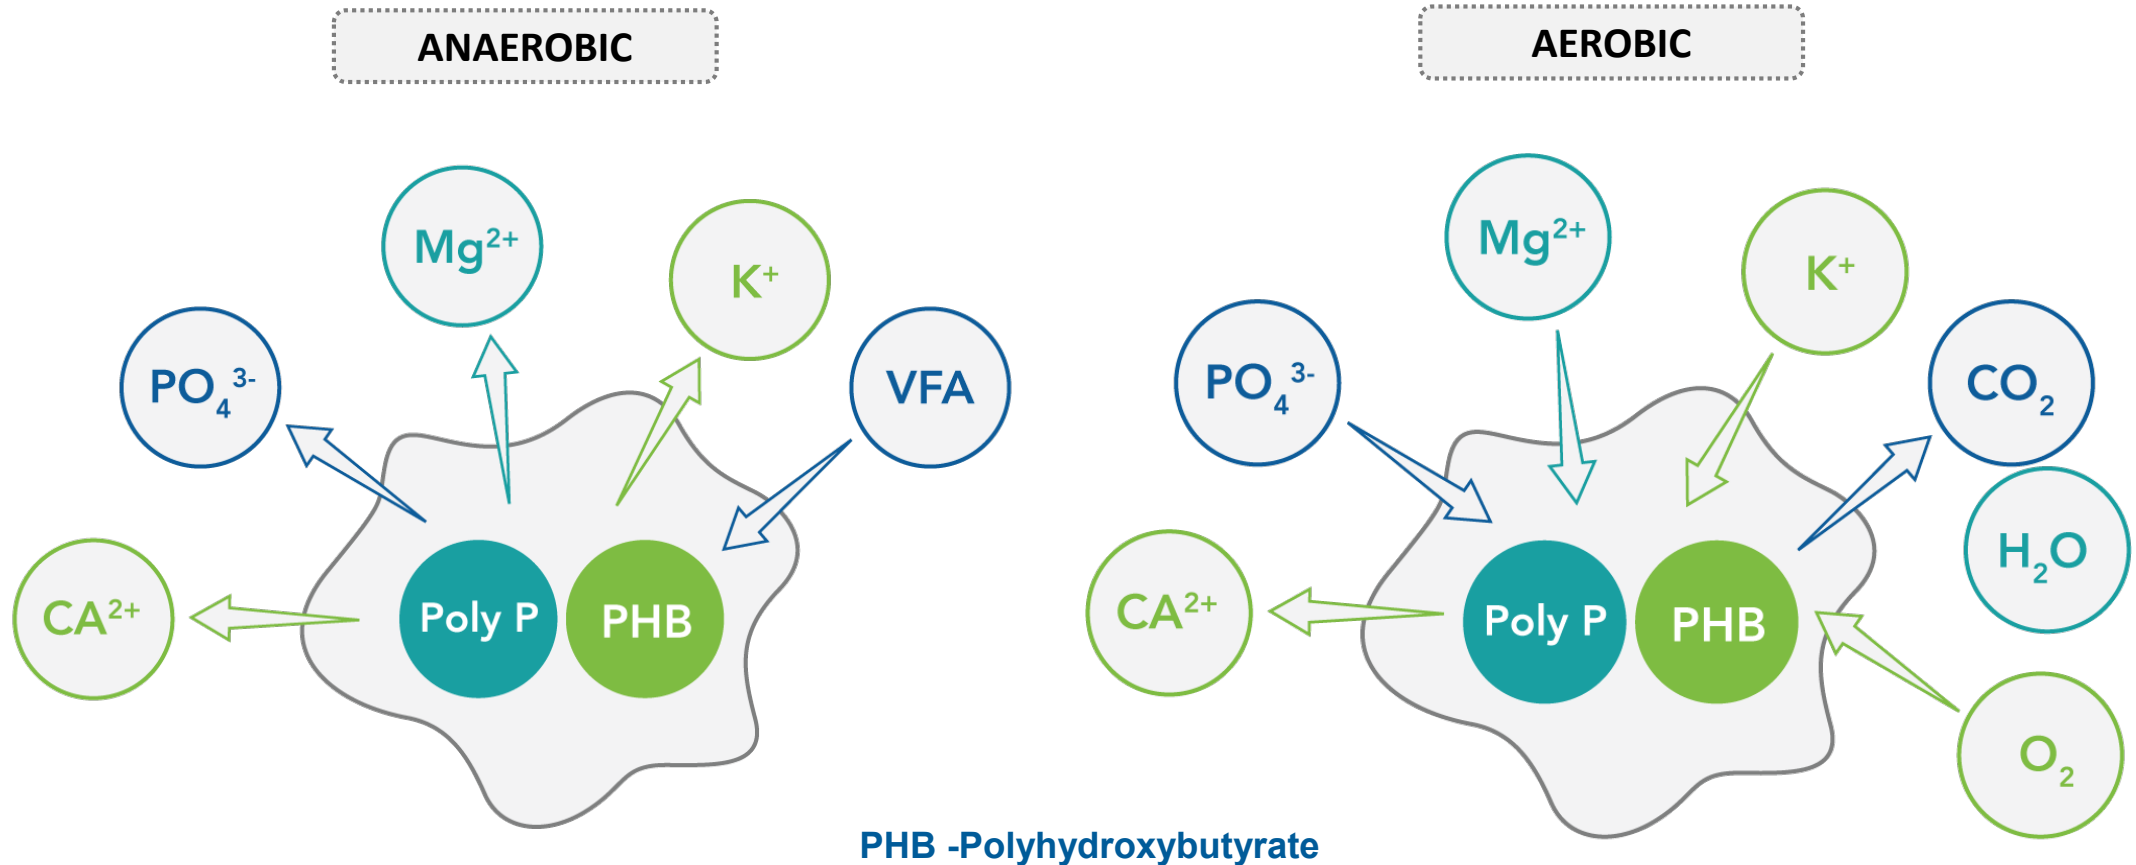 ANAEROBIC
Mg²⁺
K⁺
PO₄³⁻
VFA
CA²⁺
Poly P
PHB
AEROBIC
Mg²⁺
K⁺
PO₄³⁻
CO₂
H₂O
CA²⁺
Poly P
PHB
O₂
PHB -Polyhydroxybutyrate